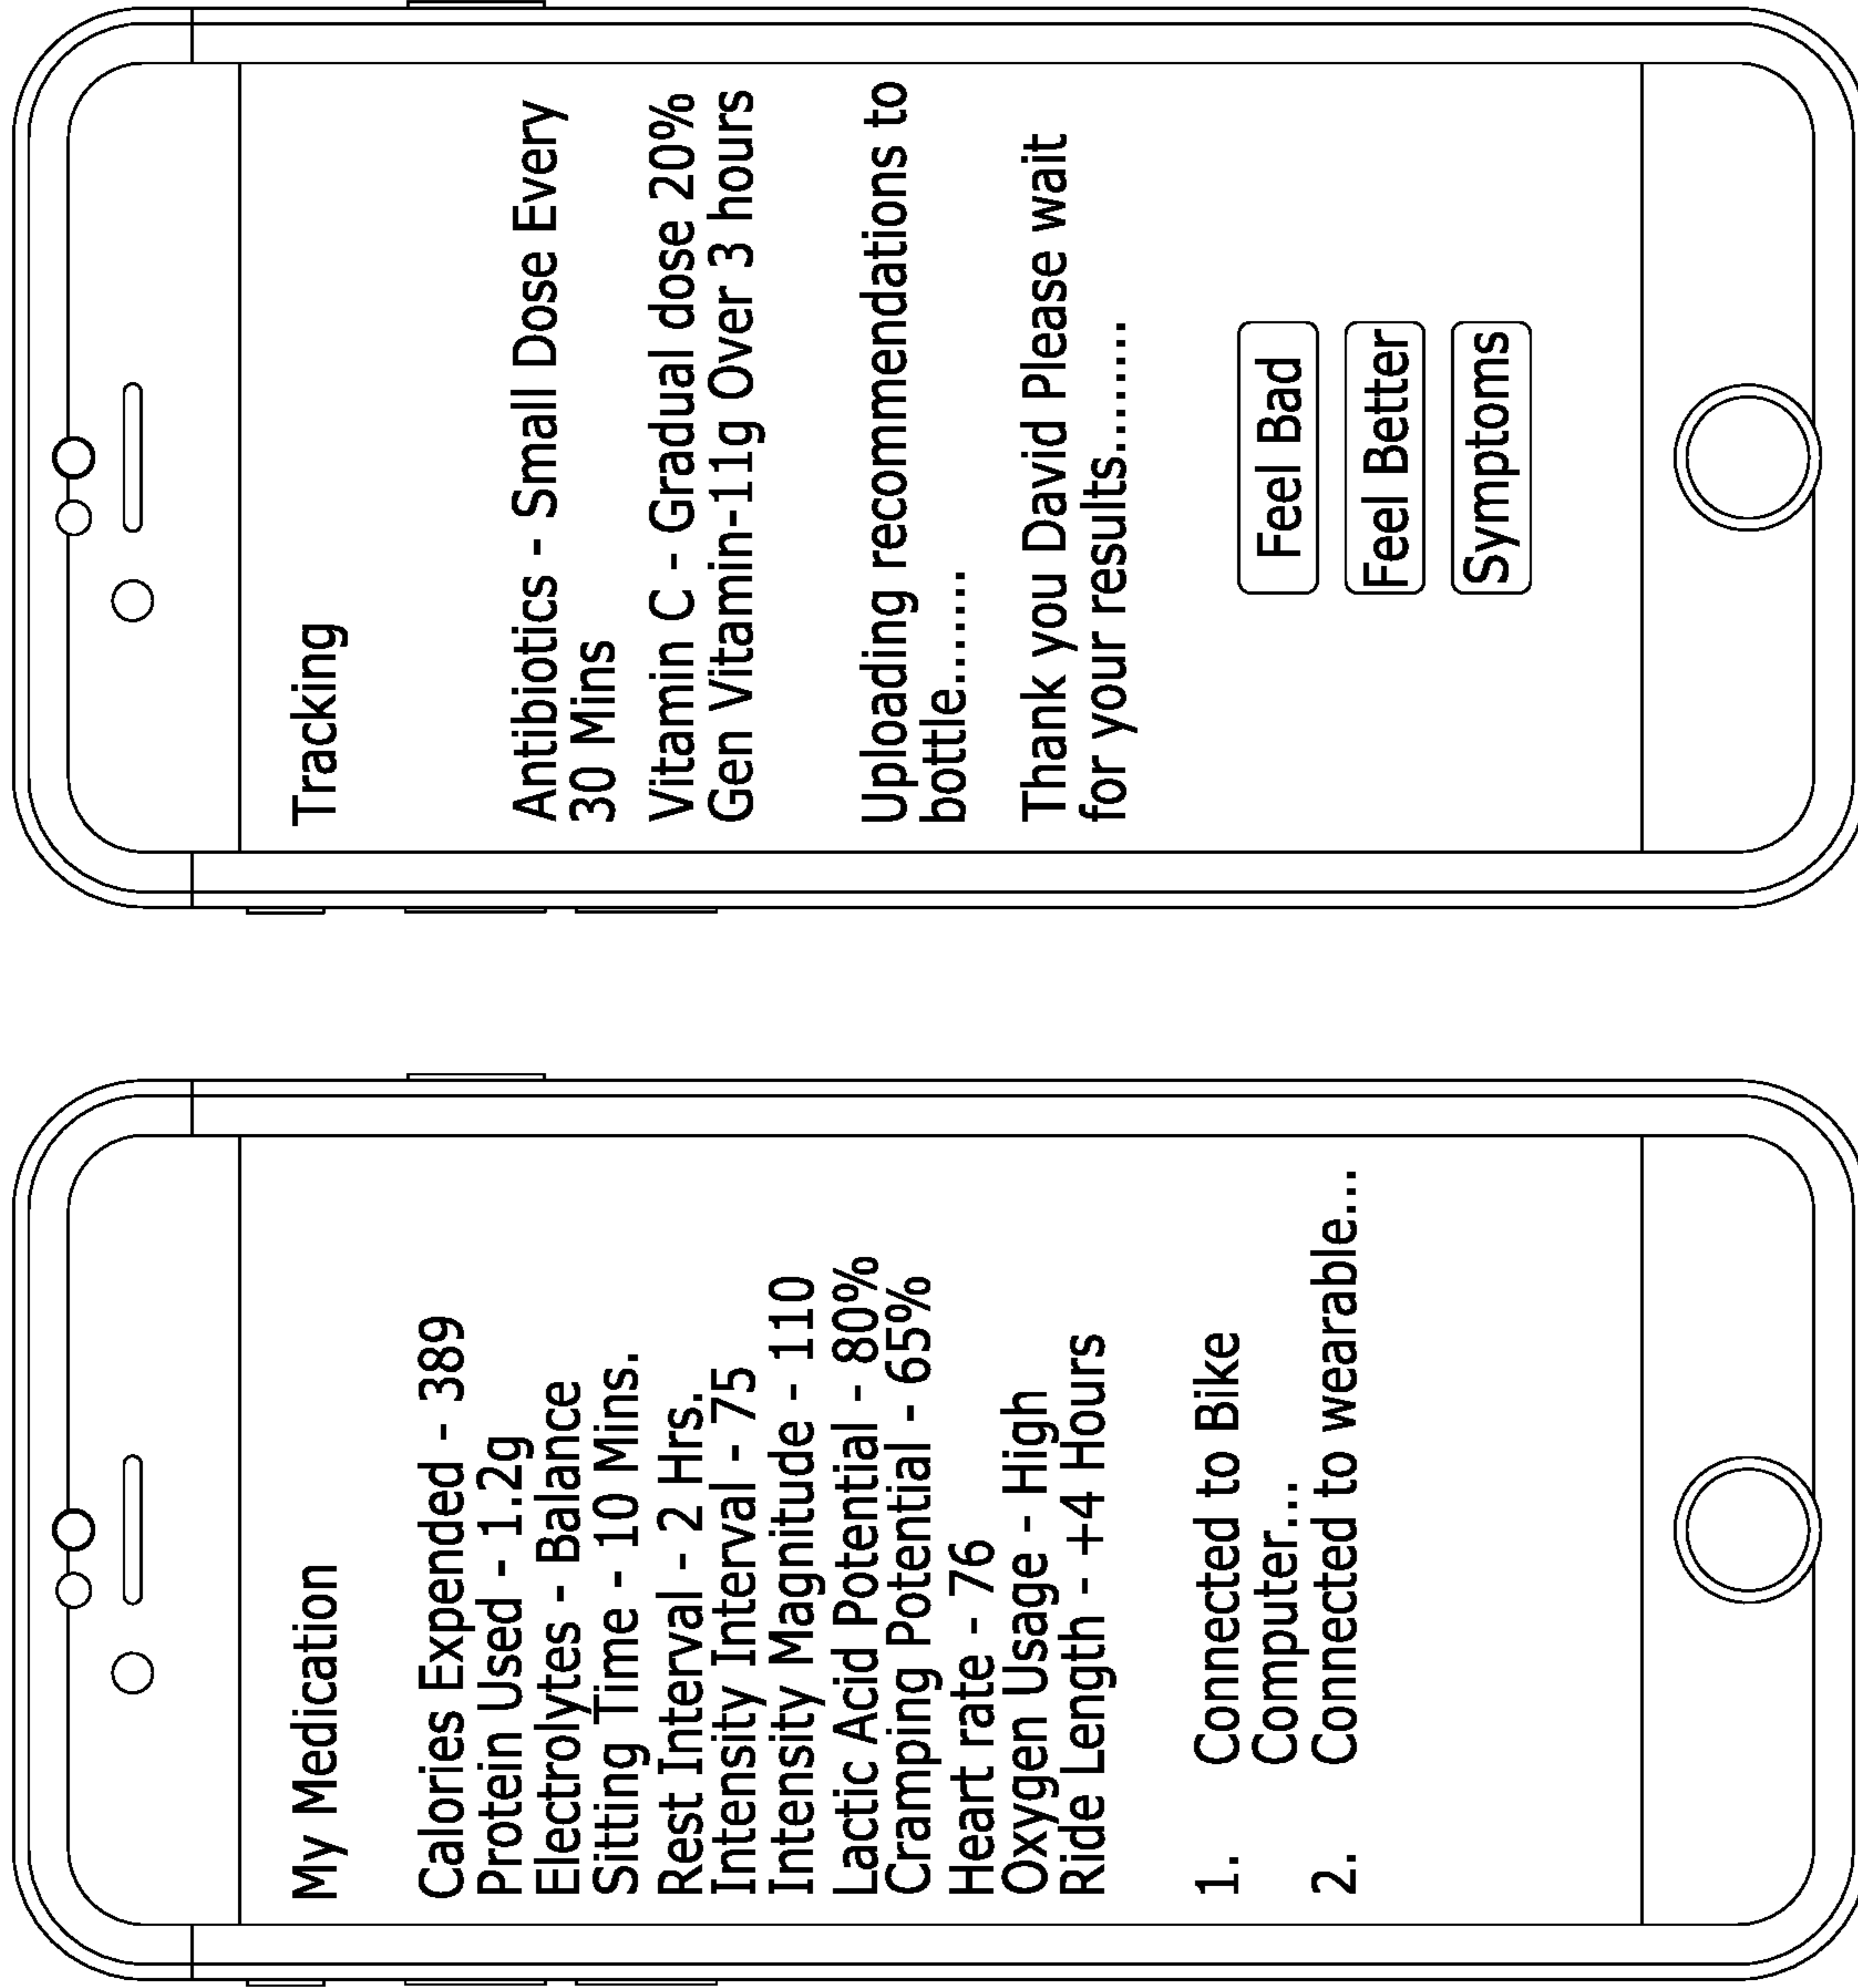 My Medication
Calories Expended - 389
Protein Used - 1.2g
Electrolytes - Balance
Sitting Time - 10 Mins.
Rest Interval - 2 Hrs.
Intensity Interval - 75
Intensity Magnitude - 110
Lactic Acid Potential - 80%
Cramping Potential - 65%
Heart rate - 76
Oxygen Usage - High
Ride Length - +4 Hours
1. Connected to Bike
Computer....
2. Connected to wearable...
Tracking
Antibiotics - Small Dose Every
30 Mins
Vitamin C - Gradual dose 20%
Gen Vitamin-11g Over 3 hours
Uploading recommendations to
bottle........
Thank you David Please wait
for your results..........
Feel Bad
Feel Better
Symptoms